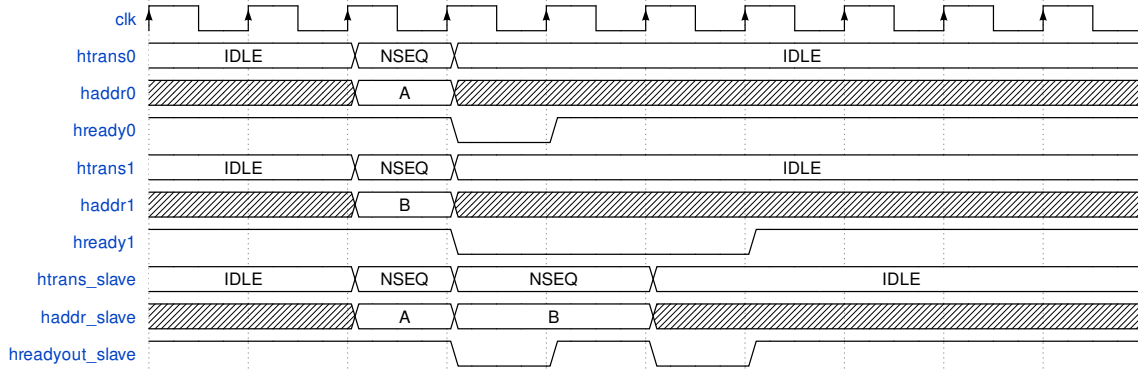 clk
htrans0 IDLE NSEQ IDLE
haddr0 A
hready0
htrans1 IDLE NSEQ IDLE
haddr1 B
hready1
htrans_slave IDLE NSEQ NSEQ IDLE
haddr_slave A B
hreadyout_slave